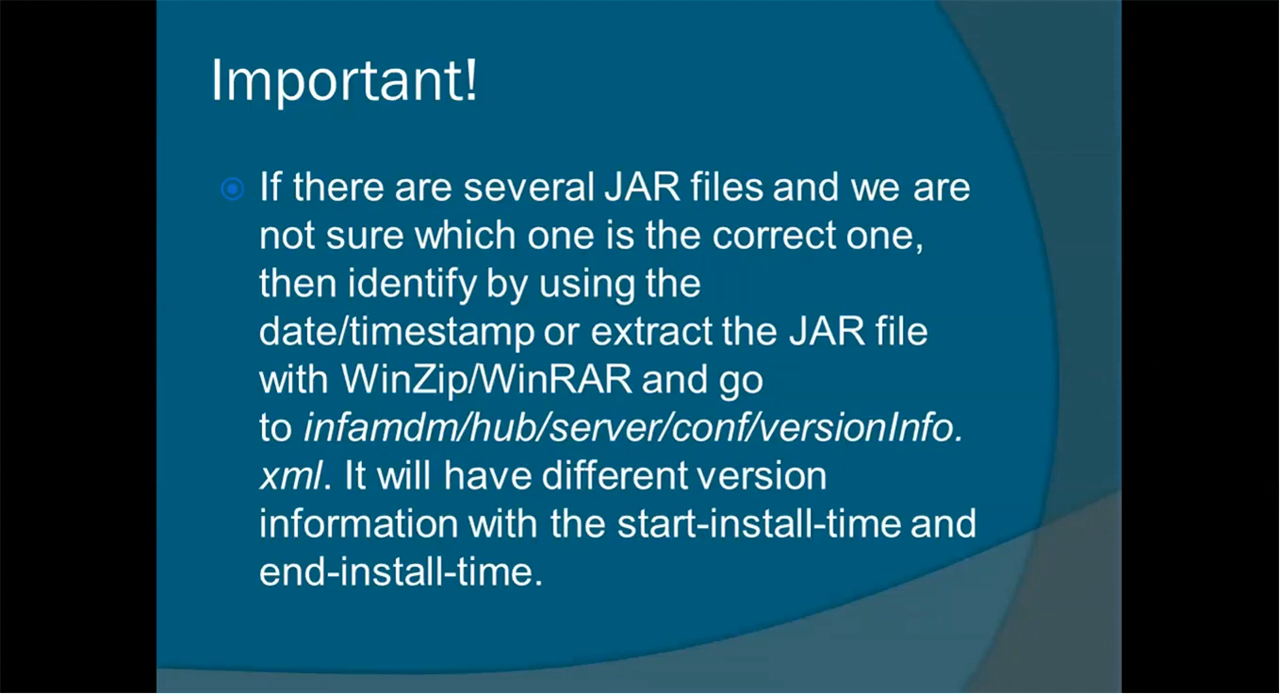 Important!
If there are several JAR files and we are
not sure which one is the correct one,
then identify by using the
date/timestamp or extract the JAR file
with WinZip/WinRAR and go
to infamdm/hub/server/conf/versionInfo.
xml. It will have different version
information with the start-install-time and
end-install-time.